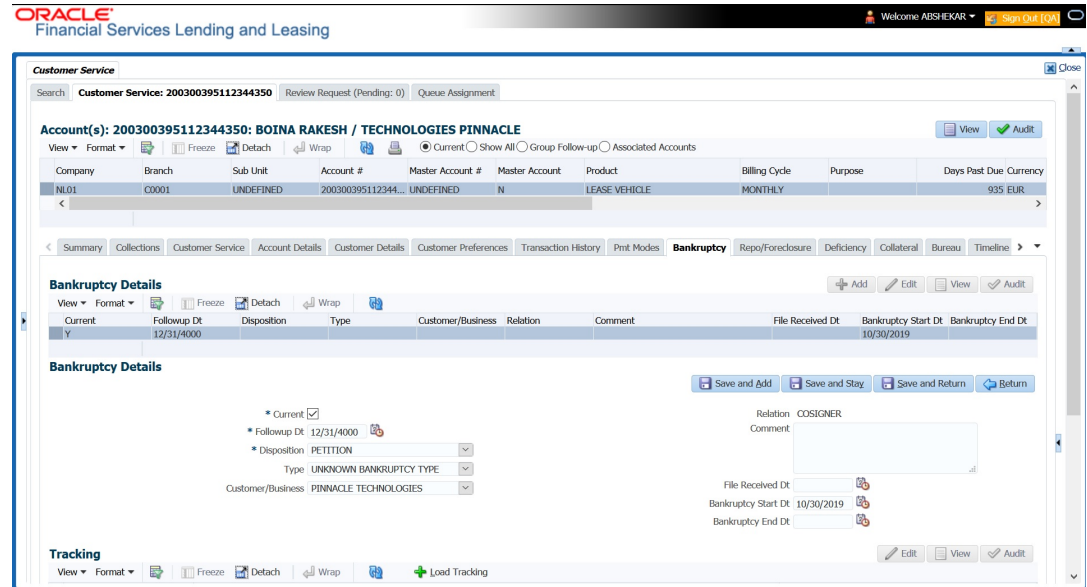 ORACLE
Welcome ABSHEKAR Sign Out [QA]
Financial Services Lending and Leasing
Customer Service Close
Search Customer Service: 200300395112344350 Review Request (Pending: 0) Queue Assignment
Account(s): 200300395112344350: BOINA RAKESH / TECHNOLOGIES PINNACLE View Audit
View Format Freeze Detach Wrap Current Show All Group Follow-up Associated Accounts
Company Branch Sub Unit Account # Master Account # Master Account Product Billing Cycle Purpose Days Past Due Currency
NL01 C0001 UNDEFINED 200300395112344... UNDEFINED N LEASE VEHICLE MONTHLY 935 EUR
Summary Collections Customer Service Account Details Customer Details Customer Preferences Transaction History Pmt Modes Bankruptcy Repo/Foreclosure Deficiency Collateral Bureau Timeline
Bankruptcy Details Add Edit View Audit
View Format Freeze Detach Wrap
Current Followup Dt Disposition Type Customer/Business Relation Comment File Received Dt Bankruptcy Start Dt Bankruptcy End Dt
Y 12/31/4000 10/30/2019
Bankruptcy Details
Save and Add Save and Stay Save and Return Return
* Current Relation COSIGNER
* Followup Dt 12/31/4000 Comment
* Disposition PETITION
Type UNKNOWN BANKRUPTCY TYPE
Customer/Business PINNACLE TECHNOLOGIES File Received Dt
Bankruptcy Start Dt 10/30/2019
Bankruptcy End Dt
Tracking Edit View Audit
View Format Freeze Detach Wrap Load Tracking